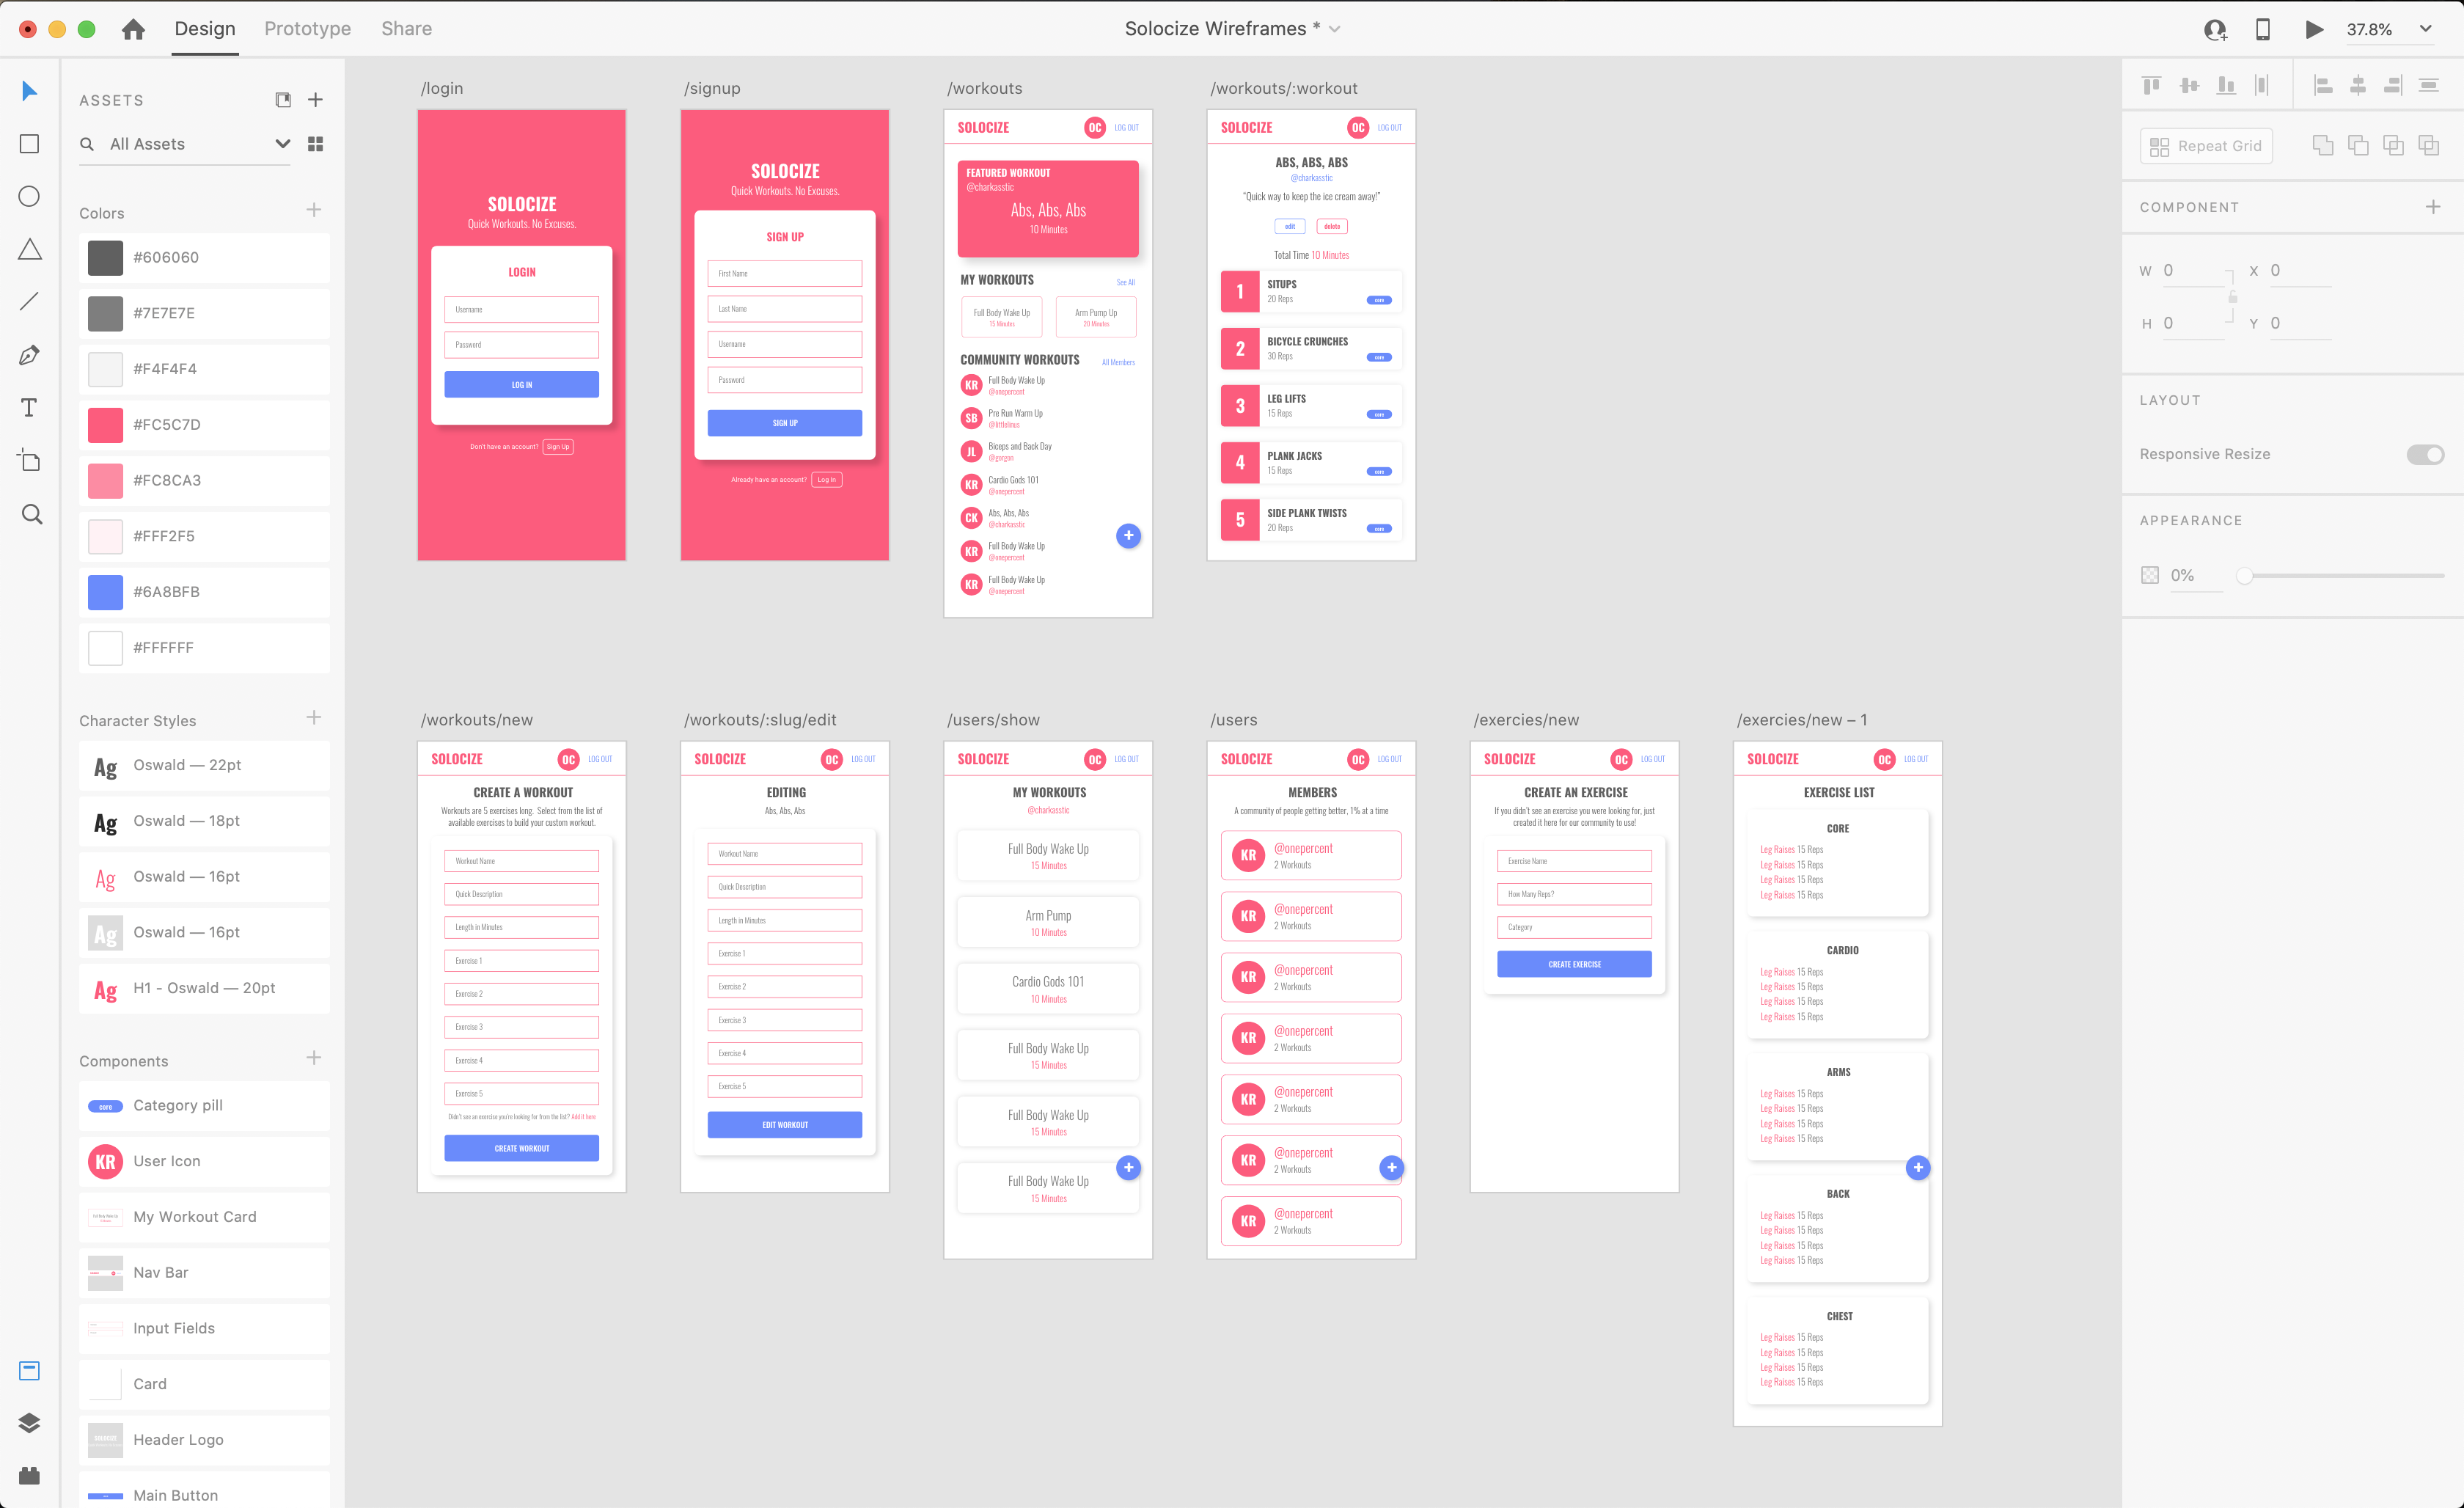 Design
Prototype
Share
Solocize Wireframes *
37.8%
ASSETS
All Assets
Colors
#606060
#7E7E7E
#F4F4F4
#FC5C7D
#FC8CA3
#FFF2F5
#6A8BFB
#FFFFFF
Character Styles
Ag Oswald — 22pt
Ag Oswald — 18pt
Ag Oswald — 16pt
Ag Oswald — 16pt
Ag H1 - Oswald — 20pt
Components
core Category pill
KR User Icon
My Workout Card
Nav Bar
Input Fields
Card
Header Logo
Main Button
/login
SOLOCIZE
Quick Workouts. No Excuses.
LOGIN
Username
Password
LOG IN
Don't have an account? Sign Up
/signup
SOLOCIZE
Quick Workouts. No Excuses.
SIGN UP
First Name
Last Name
Username
Password
SIGN UP
Already have an account? Log In
/workouts
SOLOCIZE OC LOG OUT
FEATURED WORKOUT
@charkasstic
Abs, Abs, Abs
10 Minutes
MY WORKOUTS See All
Full Body Wake Up
15 Minutes
Arm Pump Up
20 Minutes
COMMUNITY WORKOUTS All Members
KR Full Body Wake Up
@onepercent
SB Pre Run Warm Up
@littlelinus
JL Biceps and Back Day
@gorgon
KR Cardio Gods 101
@onepercent
CK Abs, Abs, Abs
@charkasstic
KR Full Body Wake Up
@onepercent
KR Full Body Wake Up
@onepercent
+
/workouts/:workout
SOLOCIZE OC LOG OUT
ABS, ABS, ABS
@charkasstic
"Quick way to keep the ice cream away!"
edit delete
Total Time 10 Minutes
1 SITUPS
20 Reps core
2 BICYCLE CRUNCHES
30 Reps core
3 LEG LIFTS
15 Reps core
4 PLANK JACKS
15 Reps core
5 SIDE PLANK TWISTS
20 Reps core
/workouts/new
SOLOCIZE OC LOG OUT
CREATE A WORKOUT
Workouts are 5 exercises long. Select from the list of
available exercises to build your custom workout.
Workout Name
Quick Description
Length in Minutes
Exercise 1
Exercise 2
Exercise 3
Exercise 4
Exercise 5
Didn't see an exercise you're looking for from the list? Add it here
CREATE WORKOUT
/workouts/:slug/edit
SOLOCIZE OC LOG OUT
EDITING
Abs, Abs, Abs
Workout Name
Quick Description
Length in Minutes
Exercise 1
Exercise 2
Exercise 3
Exercise 4
Exercise 5
EDIT WORKOUT
/users/show
SOLOCIZE OC LOG OUT
MY WORKOUTS
@charkasstic
Full Body Wake Up
15 Minutes
Arm Pump
10 Minutes
Cardio Gods 101
10 Minutes
Full Body Wake Up
15 Minutes
Full Body Wake Up
15 Minutes
Full Body Wake Up
15 Minutes
+
/users
SOLOCIZE OC LOG OUT
MEMBERS
A community of people getting better, 1% at a time
KR @onepercent
2 Workouts
KR @onepercent
2 Workouts
KR @onepercent
2 Workouts
KR @onepercent
2 Workouts
KR @onepercent
2 Workouts
KR @onepercent
2 Workouts
+
KR @onepercent
2 Workouts
/exercies/new
SOLOCIZE OC LOG OUT
CREATE AN EXERCISE
If you didn't see an exercise you were looking for, just
created it here for our community to use!
Exercise Name
How Many Reps?
Category
CREATE EXERCISE
/exercies/new – 1
SOLOCIZE OC LOG OUT
EXERCISE LIST
CORE
Leg Raises 15 Reps
Leg Raises 15 Reps
Leg Raises 15 Reps
Leg Raises 15 Reps
CARDIO
Leg Raises 15 Reps
Leg Raises 15 Reps
Leg Raises 15 Reps
Leg Raises 15 Reps
ARMS
Leg Raises 15 Reps
Leg Raises 15 Reps
Leg Raises 15 Reps
Leg Raises 15 Reps
+
BACK
Leg Raises 15 Reps
Leg Raises 15 Reps
Leg Raises 15 Reps
Leg Raises 15 Reps
CHEST
Leg Raises 15 Reps
Leg Raises 15 Reps
Leg Raises 15 Reps
Leg Raises 15 Reps
Repeat Grid
COMPONENT
W 0 X 0
H 0 Y 0
LAYOUT
Responsive Resize
APPEARANCE
0%